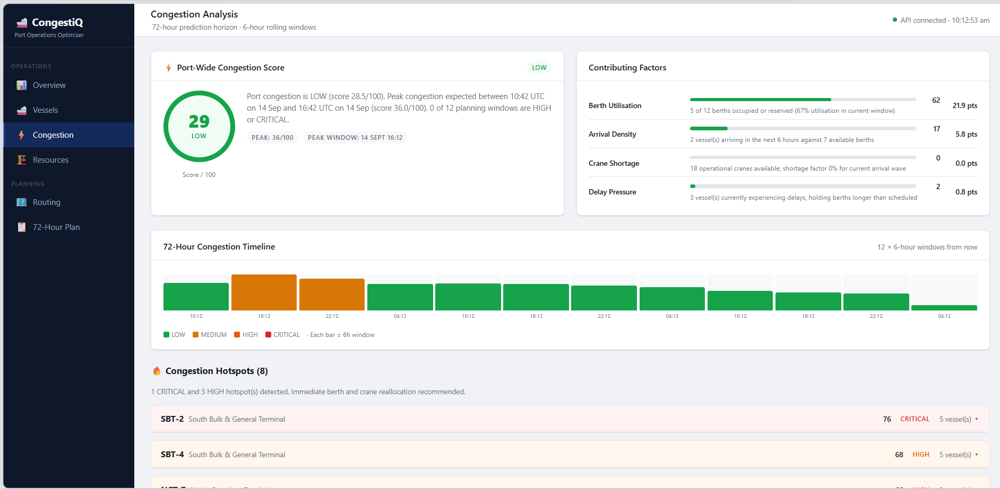 CongestiQ
Port Operations Optimizer
OPERATIONS
Overview
Vessels
Congestion
Resources
PLANNING
Routing
72-Hour Plan
Congestion Analysis
72-hour prediction horizon · 6-hour rolling windows
API connected · 10:12:53 am
Port-Wide Congestion Score
LOW
29
LOW
Score / 100
Port congestion is LOW (score 28.5/100). Peak congestion expected between 10:42 UTC
on 14 Sep and 16:42 UTC on 14 Sep (score 36.0/100). 0 of 12 planning windows are HIGH
or CRITICAL.
PEAK: 36/100 PEAK WINDOW: 14 SEPT 16:12
Contributing Factors
Berth Utilisation 62 21.9 pts
5 of 12 berths occupied or reserved (67% utilisation in current window)
Arrival Density 17 5.8 pts
2 vessel(s) arriving in the next 6 hours against 7 available berths
Crane Shortage 0 0.0 pts
18 operational cranes available; shortage factor 0% for current arrival wave
Delay Pressure 2 0.8 pts
3 vessel(s) currently experiencing delays, holding berths longer than scheduled
72-Hour Congestion Timeline
12 × 6-hour windows from now
10:12 16:12 22:12 04:12 10:12 16:12 22:12 04:12 10:12 16:12 22:12 04:12
LOW MEDIUM HIGH CRITICAL · Each bar = 6h window
Congestion Hotspots (8)
1 CRITICAL and 3 HIGH hotspot(s) detected. Immediate berth and crane reallocation recommended.
SBT-2 South Bulk & General Terminal 76 CRITICAL 5 vessel(s) ▾
SBT-4 South Bulk & General Terminal 68 HIGH 5 vessel(s) ▾